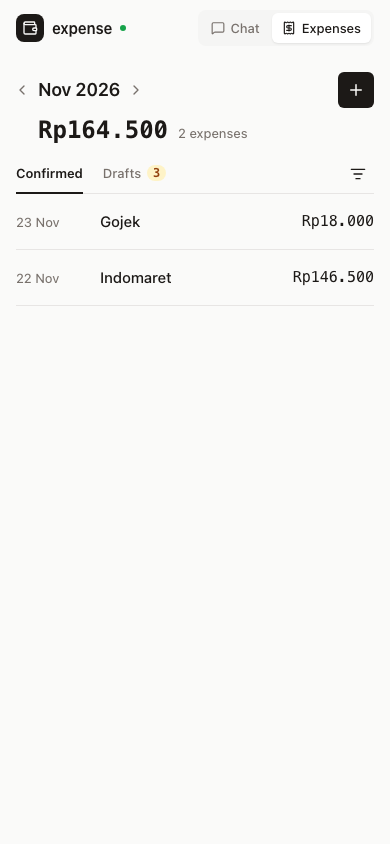 expense
Chat
Expenses
Nov 2026
Rp164.500 2 expenses
Confirmed Drafts 3
23 Nov Gojek Rp18.000
22 Nov Indomaret Rp146.500